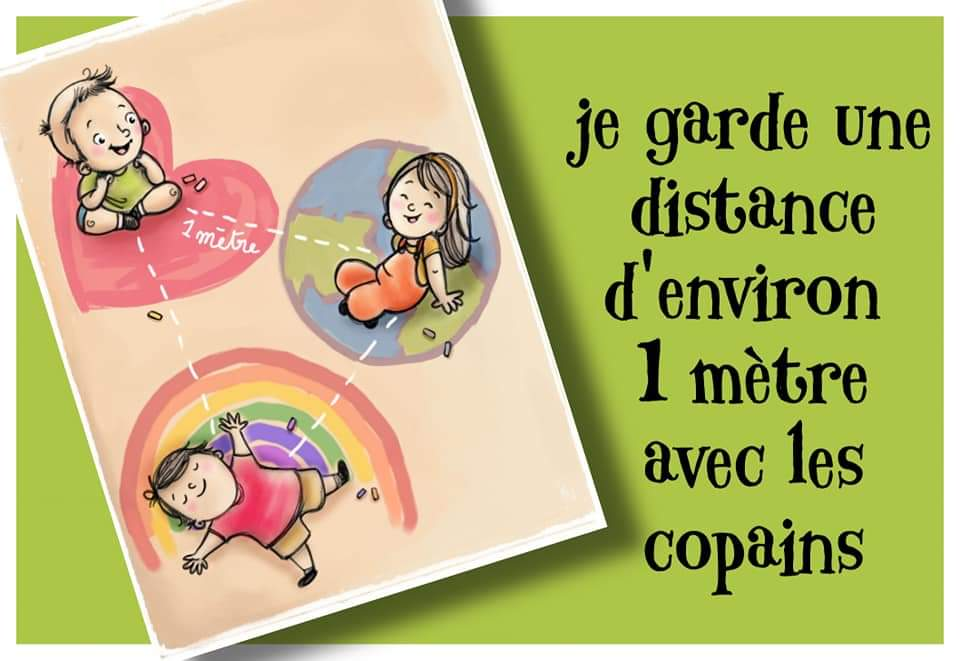 1 mètre
je garde une
distance
d'environ
1 mètre
avec les
copains